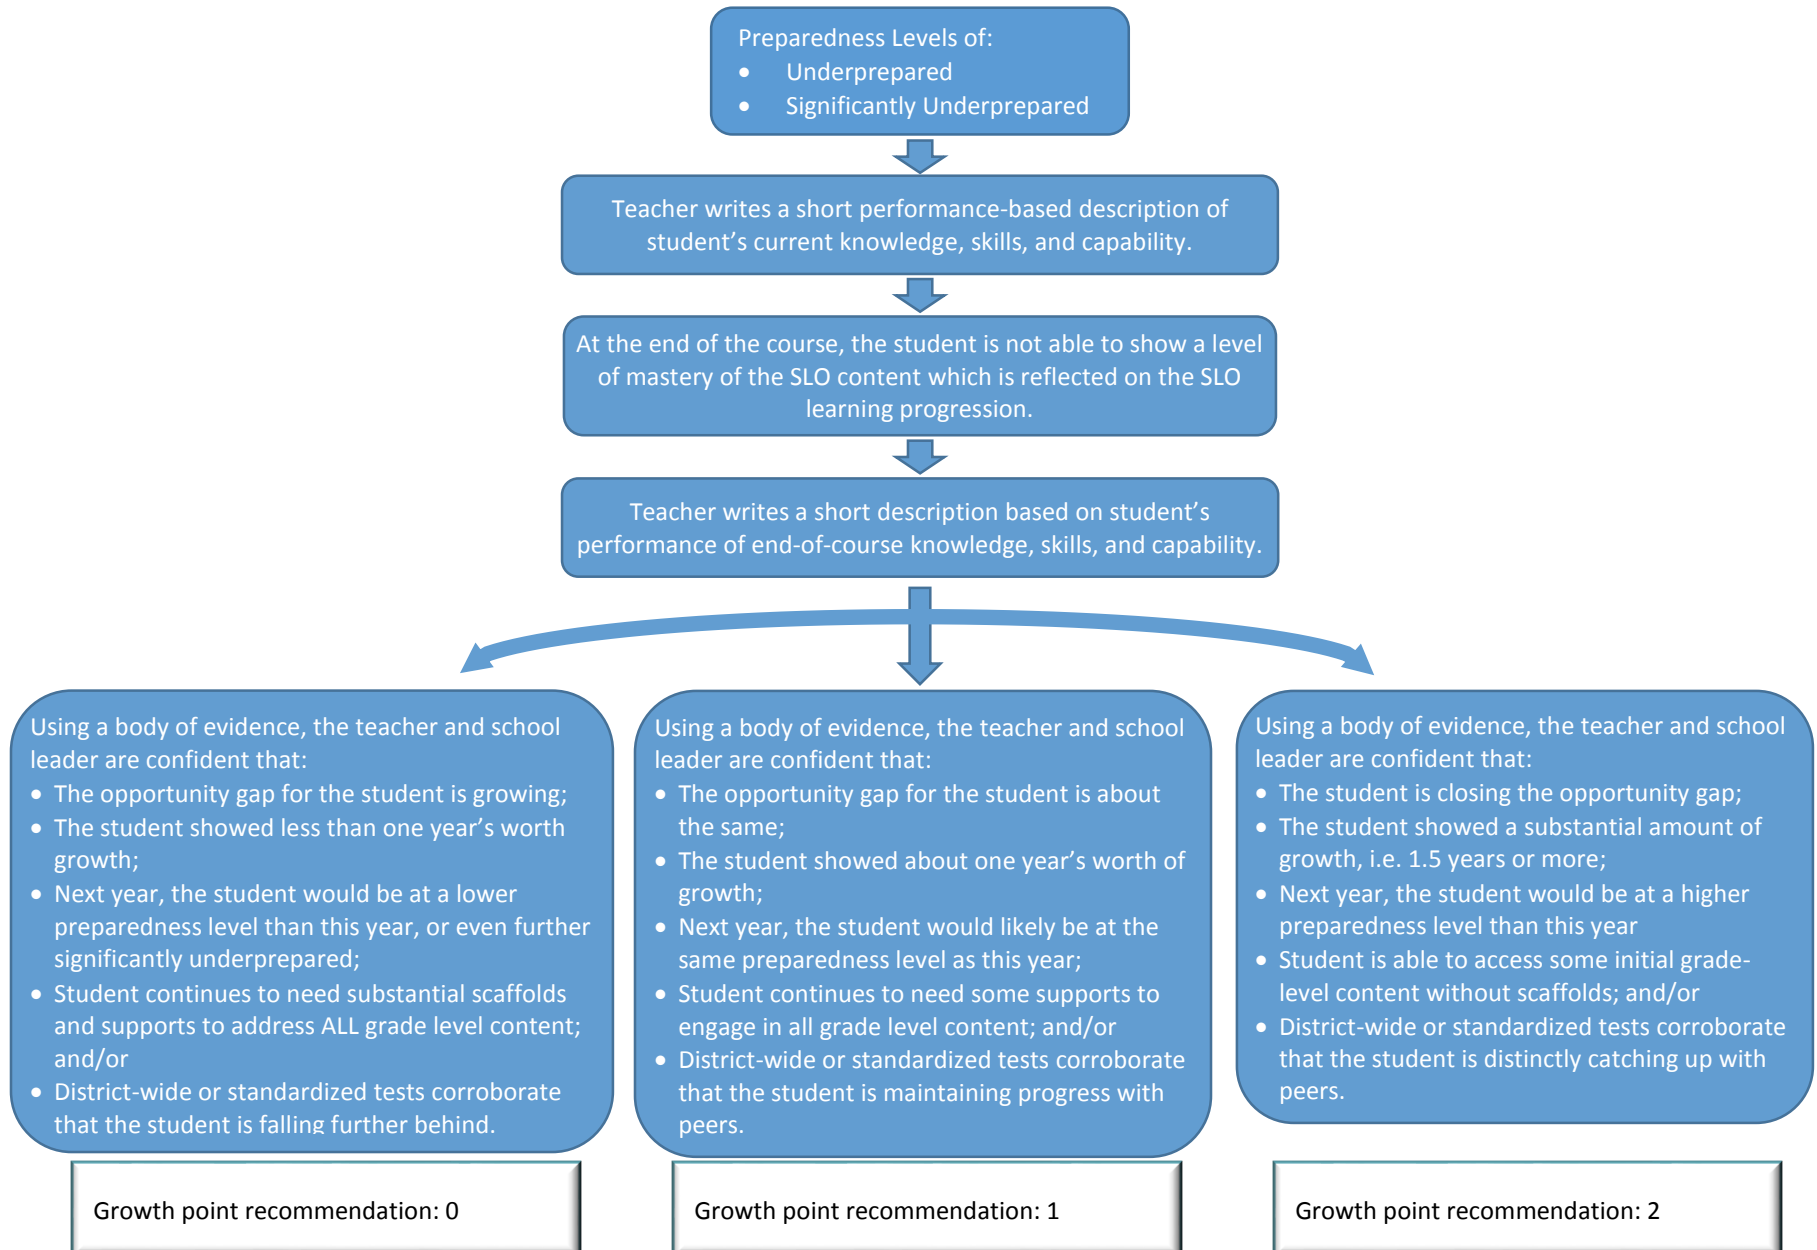 Preparedness Levels of:
• Underprepared
• Significantly Underprepared
Teacher writes a short performance-based description of
student’s current knowledge, skills, and capability.
At the end of the course, the student is not able to show a level
of mastery of the SLO content which is reflected on the SLO
learning progression.
Teacher writes a short description based on student’s
performance of end-of-course knowledge, skills, and capability.
Using a body of evidence, the teacher and school
leader are confident that:
• The opportunity gap for the student is growing;
• The student showed less than one year’s worth
growth;
• Next year, the student would be at a lower
preparedness level than this year, or even further
significantly underprepared;
• Student continues to need substantial scaffolds
and supports to address ALL grade level content;
and/or
• District-wide or standardized tests corroborate
that the student is falling further behind.
Growth point recommendation: 0
Using a body of evidence, the teacher and school
leader are confident that:
• The opportunity gap for the student is about
the same;
• The student showed about one year’s worth of
growth;
• Next year, the student would likely be at the
same preparedness level as this year;
• Student continues to need some supports to
engage in all grade level content; and/or
• District-wide or standardized tests corroborate
that the student is maintaining progress with
peers.
Growth point recommendation: 1
Using a body of evidence, the teacher and school
leader are confident that:
• The student is closing the opportunity gap;
• The student showed a substantial amount of
growth, i.e. 1.5 years or more;
• Next year, the student would be at a higher
preparedness level than this year
• Student is able to access some initial grade-
level content without scaffolds; and/or
• District-wide or standardized tests corroborate
that the student is distinctly catching up with
peers.
Growth point recommendation: 2